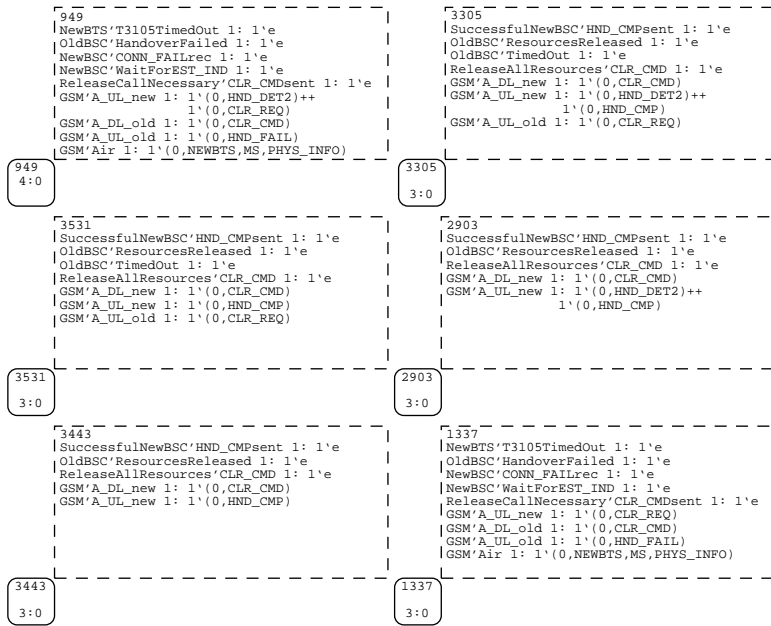 949
NewBTS'T3105TimedOut 1: 1`e
OldBSC'HandoverFailed 1: 1`e
NewBSC'CONN_FAILrec 1: 1`e
NewBSC'WaitForEST_IND 1: 1`e
ReleaseCallNecessary'CLR_CMDsent 1: 1`e
GSM'A_UL_new 1: 1`(0,HND_DET2)++
1`(0,CLR_REQ)
GSM'A_DL_old 1: 1`(0,CLR_CMD)
GSM'A_UL_old 1: 1`(0,HND_FAIL)
GSM'Air 1: 1`(0,NEWBTS,MS,PHYS_INFO)
949
4:0
3305
SuccessfulNewBSC'HND_CMPsent 1: 1`e
OldBSC'ResourcesReleased 1: 1`e
OldBSC'TimedOut 1: 1`e
ReleaseAllResources'CLR_CMD 1: 1`e
GSM'A_DL_new 1: 1`(0,CLR_CMD)
GSM'A_UL_new 1: 1`(0,HND_DET2)++
1`(0,HND_CMP)
GSM'A_UL_old 1: 1`(0,CLR_REQ)
3305
3:0
3531
SuccessfulNewBSC'HND_CMPsent 1: 1`e
OldBSC'ResourcesReleased 1: 1`e
OldBSC'TimedOut 1: 1`e
ReleaseAllResources'CLR_CMD 1: 1`e
GSM'A_DL_new 1: 1`(0,CLR_CMD)
GSM'A_UL_new 1: 1`(0,HND_CMP)
GSM'A_UL_old 1: 1`(0,CLR_REQ)
3531
3:0
2903
SuccessfulNewBSC'HND_CMPsent 1: 1`e
OldBSC'ResourcesReleased 1: 1`e
ReleaseAllResources'CLR_CMD 1: 1`e
GSM'A_DL_new 1: 1`(0,CLR_CMD)
GSM'A_UL_new 1: 1`(0,HND_DET2)++
1`(0,HND_CMP)
2903
3:0
3443
SuccessfulNewBSC'HND_CMPsent 1: 1`e
OldBSC'ResourcesReleased 1: 1`e
ReleaseAllResources'CLR_CMD 1: 1`e
GSM'A_DL_new 1: 1`(0,CLR_CMD)
GSM'A_UL_new 1: 1`(0,HND_CMP)
3443
3:0
1337
NewBTS'T3105TimedOut 1: 1`e
OldBSC'HandoverFailed 1: 1`e
NewBSC'CONN_FAILrec 1: 1`e
NewBSC'WaitForEST_IND 1: 1`e
ReleaseCallNecessary'CLR_CMDsent 1: 1`e
GSM'A_UL_new 1: 1`(0,CLR_REQ)
GSM'A_DL_old 1: 1`(0,CLR_CMD)
GSM'A_UL_old 1: 1`(0,HND_FAIL)
GSM'Air 1: 1`(0,NEWBTS,MS,PHYS_INFO)
1337
3:0